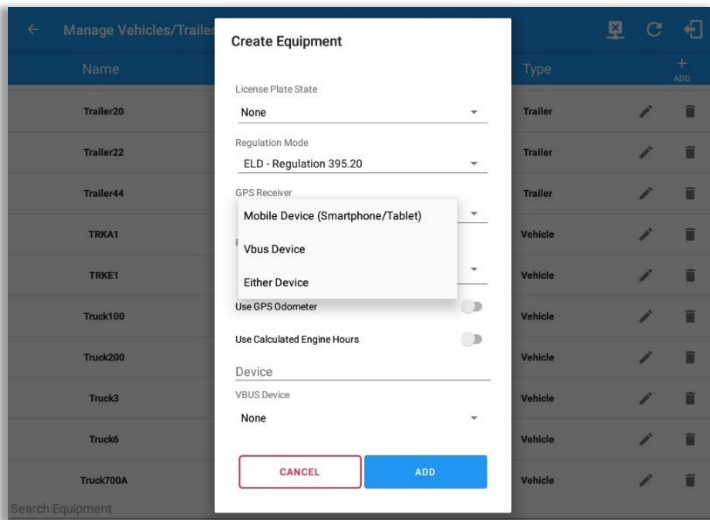 Manage Vehicles/Trailer
Name
Type
ADD
Trailer20
Trailer
Trailer22
Trailer
Trailer44
Trailer
TRKA1
Vehicle
TRKE1
Vehicle
Truck100
Vehicle
Truck200
Vehicle
Truck3
Vehicle
Truck6
Vehicle
Truck700A
Vehicle
Search Equipment
Create Equipment
License Plate State
None
Regulation Mode
ELD - Regulation 395.20
GPS Receiver
Mobile Device (Smartphone/Tablet)
Vbus Device
Either Device
Use GPS Odometer
Use Calculated Engine Hours
Device
VBUS Device
None
CANCEL
ADD